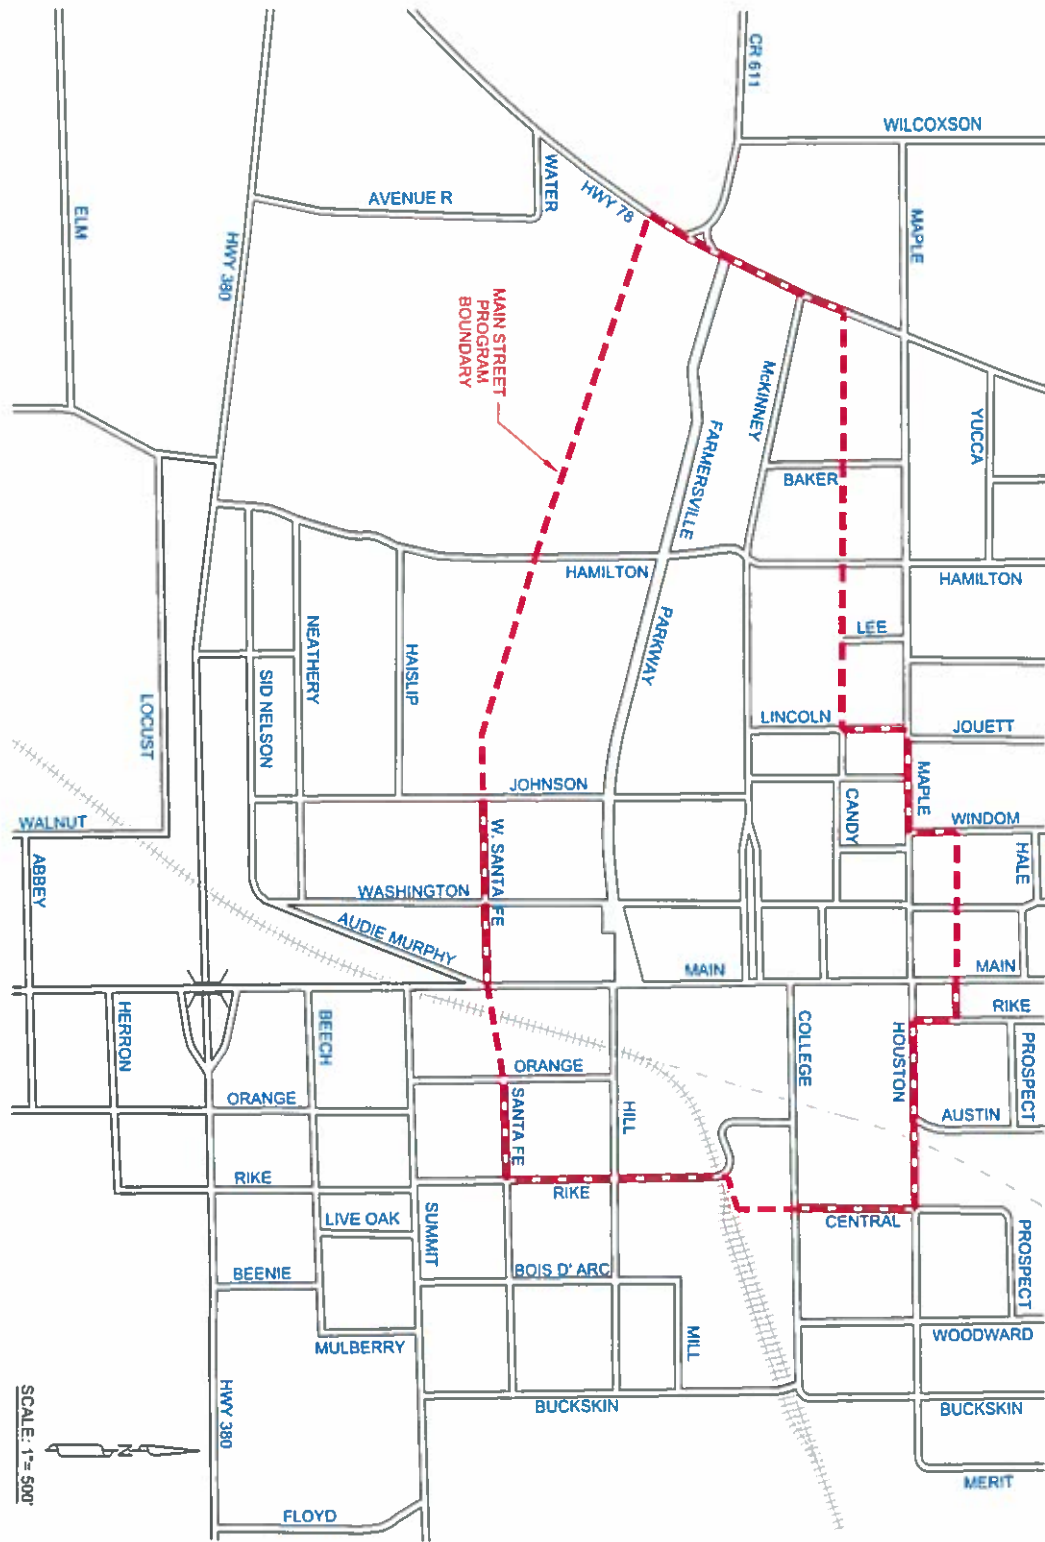 CR 611
WILCOXSON
WATER
HWY 78
AVENUE R
ELM
HWY 380
MAPLE
MAIN STREET
PROGRAM
BOUNDARY
McKINNEY
YUCCA
FARMERSVILLE
BAKER
HAMILTON
HAMILTON
LEE
PARKWAY
NEATHERY
HAISLIP
SID NELSON
LOCUST
LINCOLN
JOUETT
JOHNSON
MAPLE
CANDY
WINDOM
HALE
WALNUT
ABBEY
W. SANTA FE
WASHINGTON
AUDIE MURPHY
MAIN
MAIN
RIKE
HERRON
BEECH
COLLEGE
HOUSTON
PROSPECT
ORANGE
ORANGE
HILL
AUSTIN
SANTA FE
RIKE
RIKE
LIVE OAK
SUMMIT
CENTRAL
PROSPECT
BEENIE
BOIS D' ARC
MULBERRY
MILL
WOODWARD
HWY 380
BUCKSKIN
BUCKSKIN
MERIT
FLOYD
N
SCALE: 1"= 500'